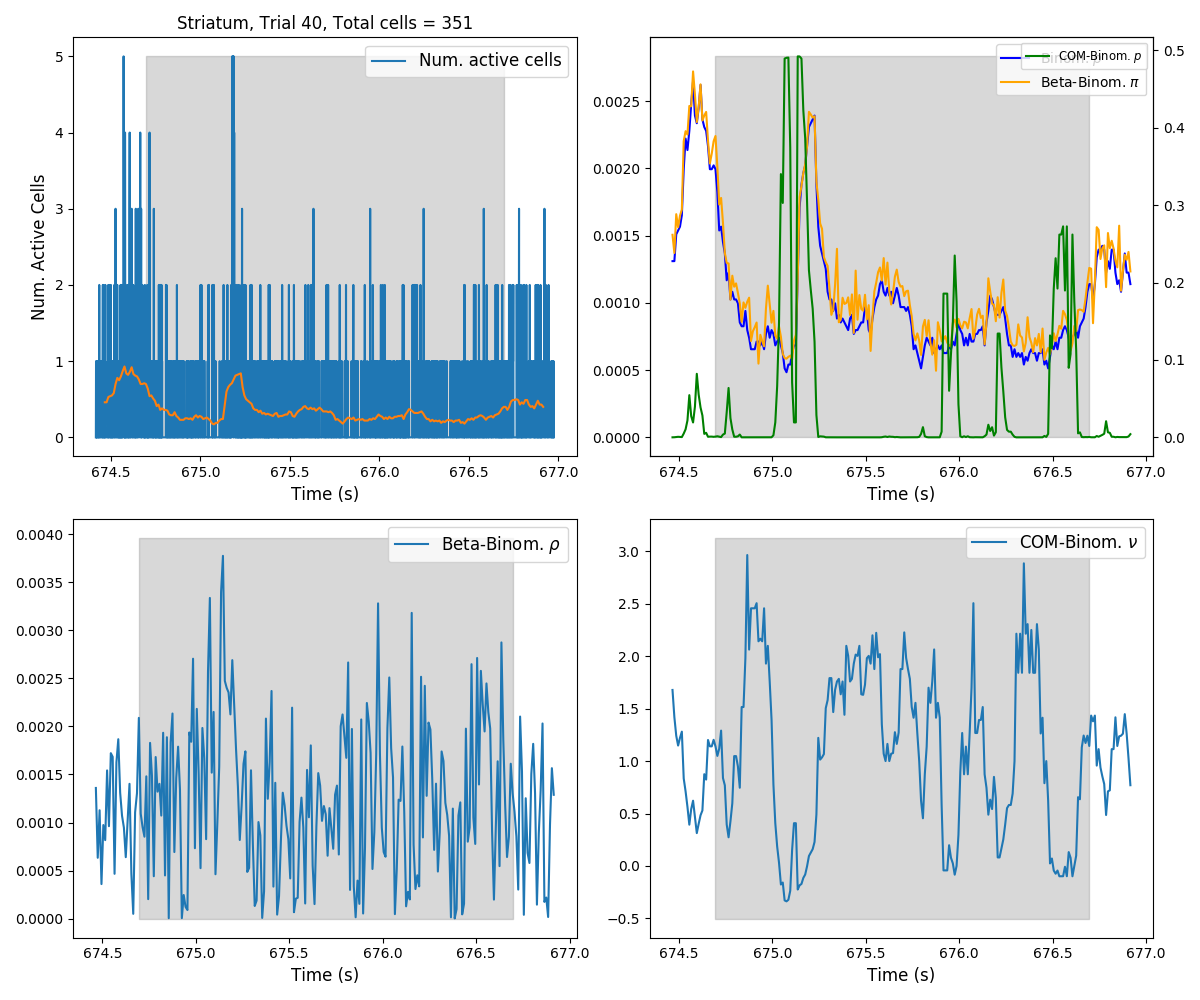 Striatum, Trial 40, Total cells = 351
Num. active cells
Num. Active Cells
5
4
3
2
1
0
674.5 675.0 675.5 676.0 676.5 677.0
Time (s)
COM-Binom. p
Beta-Binom. π
0.0025
0.0020
0.0015
0.0010
0.0005
0.0000
0.5
0.4
0.3
0.2
0.1
0.0
674.5 675.0 675.5 676.0 676.5 677.0
Time (s)
Beta-Binom. ρ
0.0040
0.0035
0.0030
0.0025
0.0020
0.0015
0.0010
0.0005
0.0000
674.5 675.0 675.5 676.0 676.5 677.0
Time (s)
COM-Binom. ν
3.0
2.5
2.0
1.5
1.0
0.5
0.0
−0.5
674.5 675.0 675.5 676.0 676.5 677.0
Time (s)